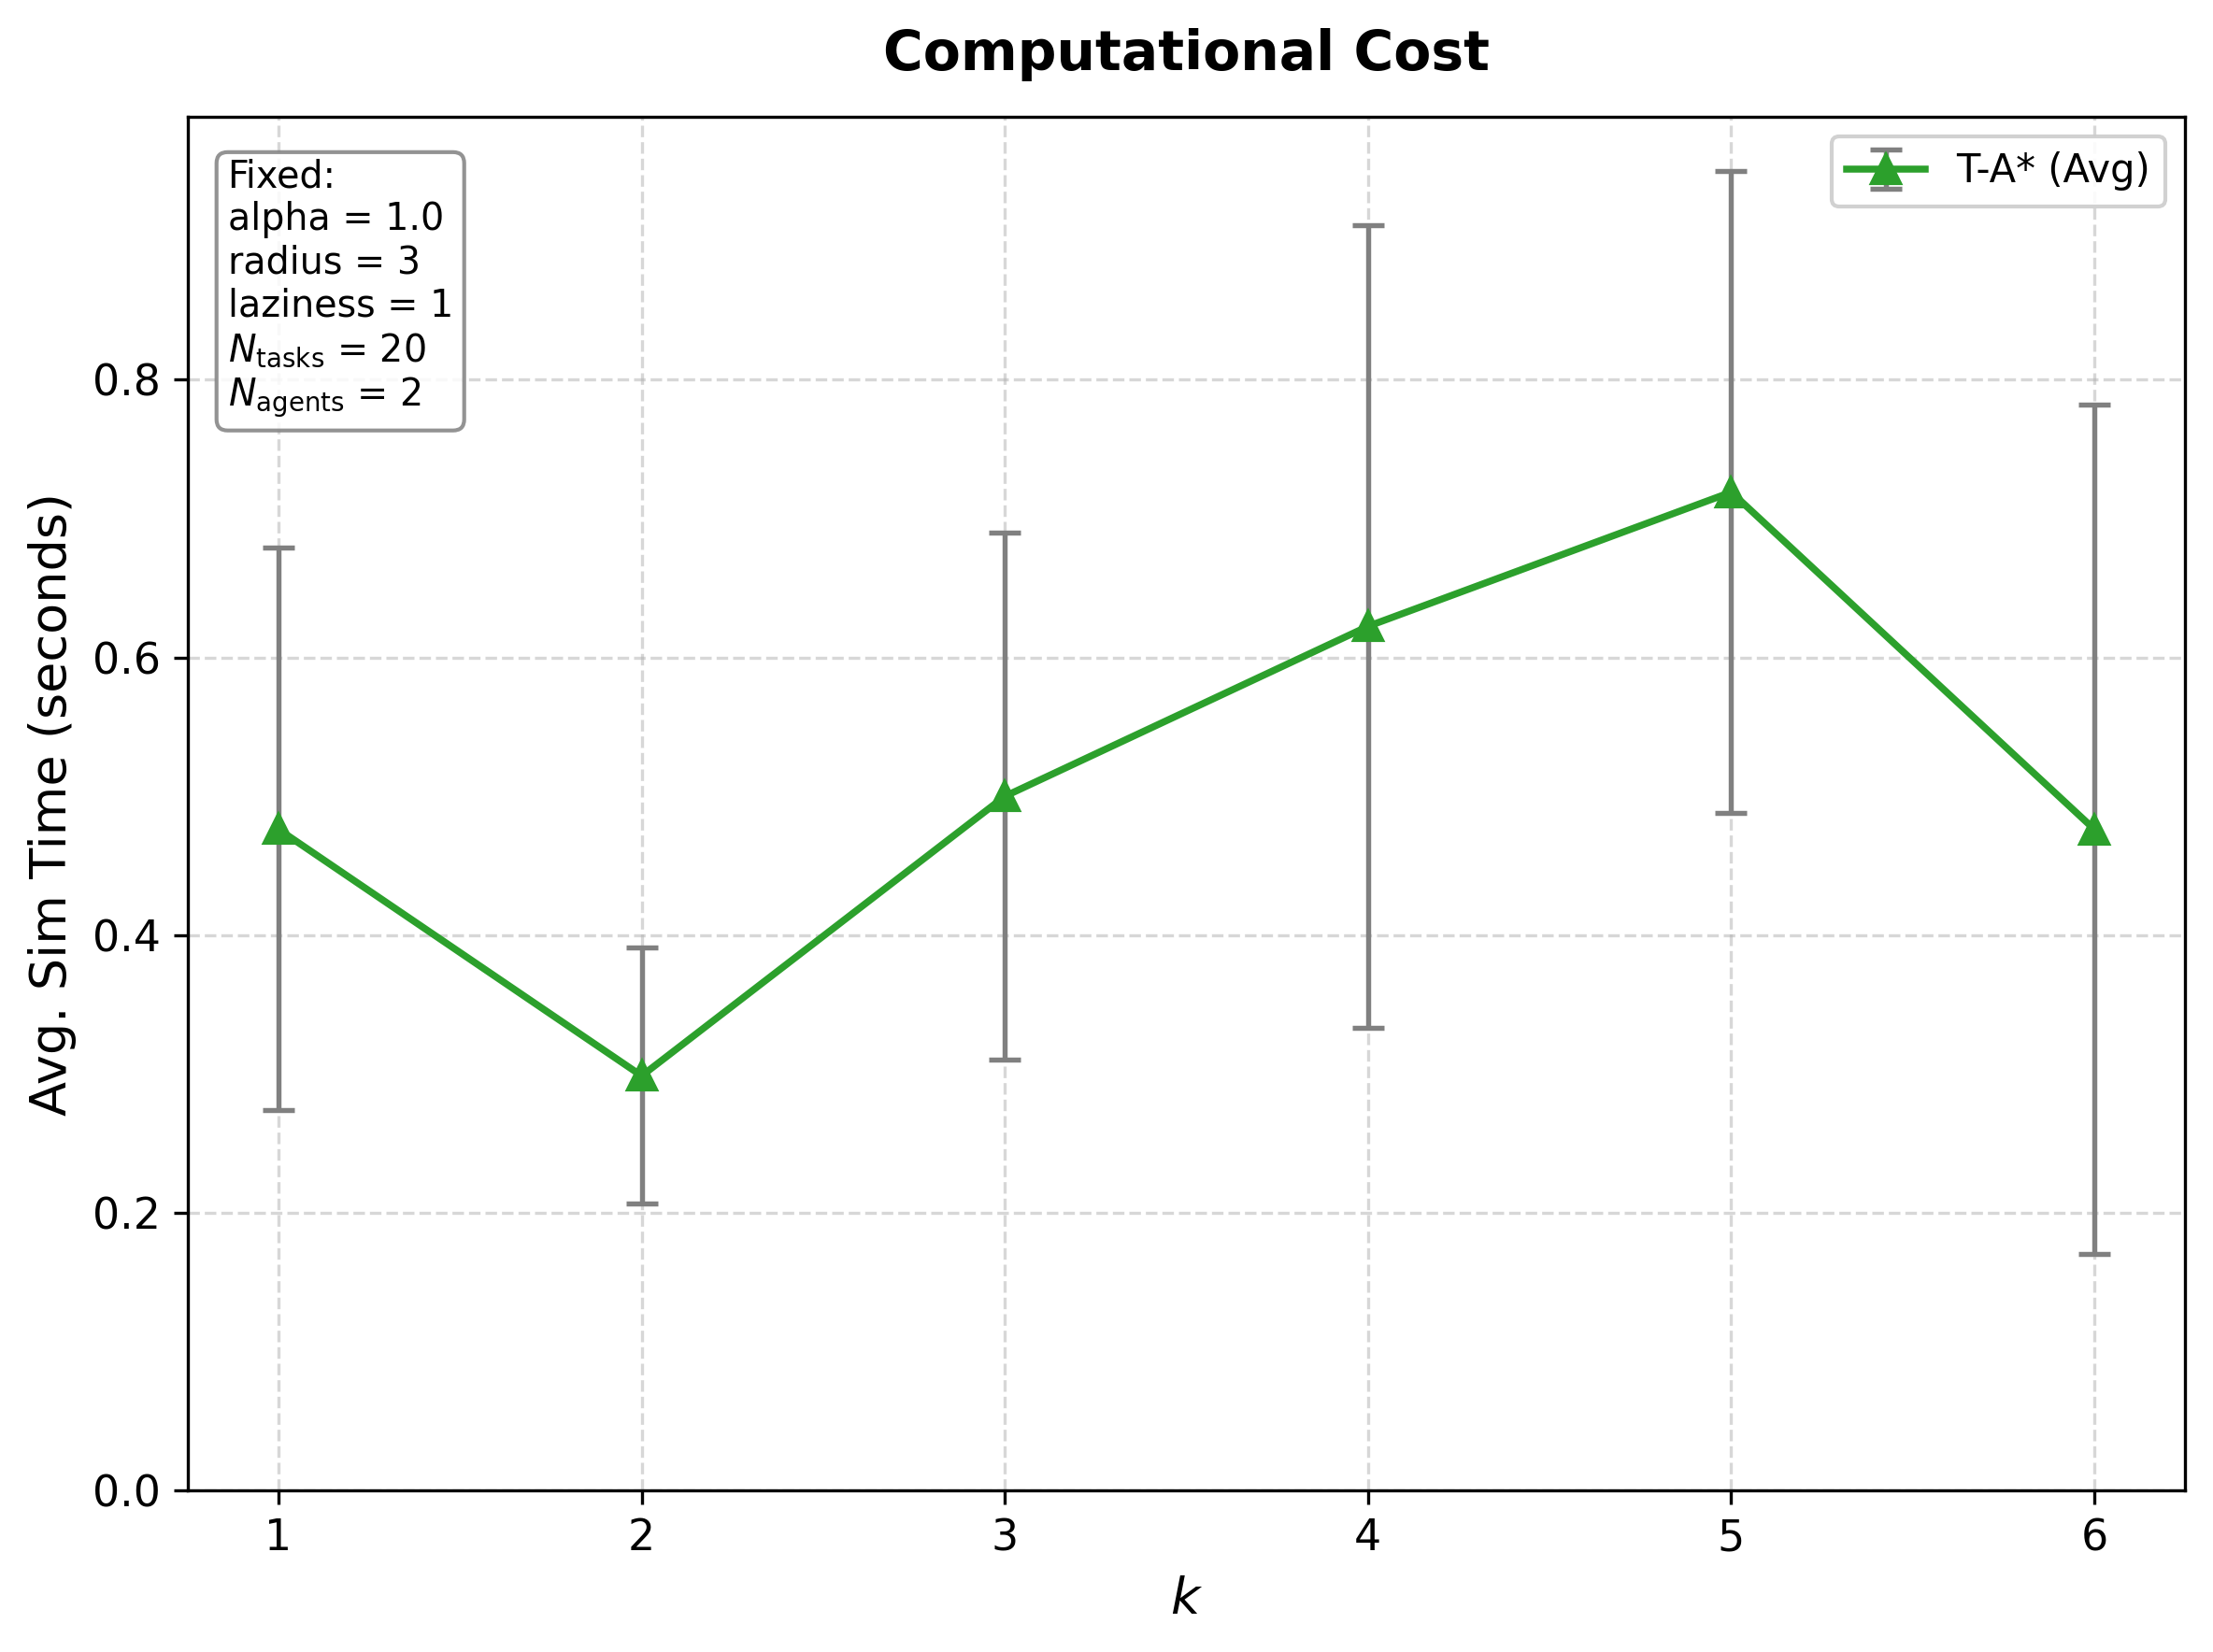 Computational Cost
Fixed:
alpha = 1.0
radius = 3
laziness = 1
N_tasks = 20
N_agents = 2
T-A* (Avg)
Avg. Sim Time (seconds)
0.8
0.6
0.4
0.2
0.0
1 2 3 4 5 6
k